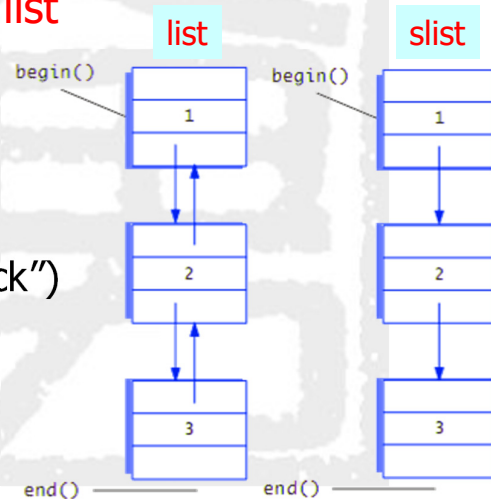 list
list
slist
begin()
begin()
1
1
2
2
ck”)
3
3
end()
end()